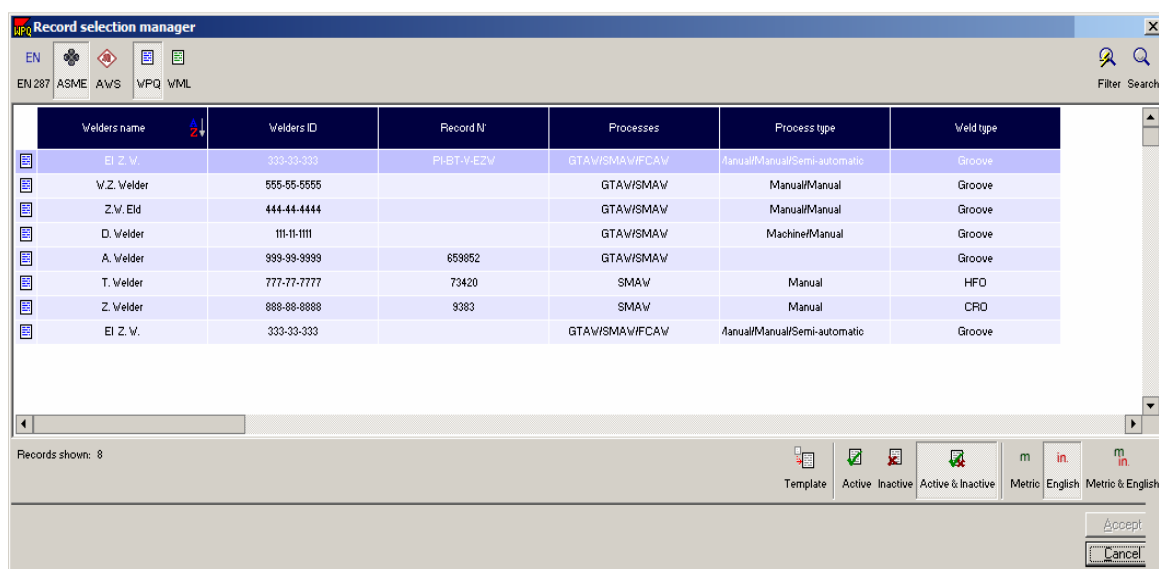 WPQ Record selection manager
EN
EN 287 ASME AWS WPQ WML Filter Search
Welders name A Z Welders ID Record N° Processes Process type Weld type
El Z. W. 333-33-333 PI-BT-V-EZW GTAW/SMAW/FCAW Manual/Manual/Semi-automatic Groove
W.Z. Welder 555-55-5555 GTAW/SMAW Manual/Manual Groove
Z.W. Eld 444-44-4444 GTAW/SMAW Manual/Manual Groove
D. Welder 111-11-1111 GTAW/SMAW Machine/Manual Groove
A. Welder 999-99-9999 659852 GTAW/SMAW Groove
T. Welder 777-77-7777 73420 SMAW Manual HFO
Z. Welder 888-88-8888 9383 SMAW Manual CRO
El Z. W. 333-33-333 GTAW/SMAW/FCAW Manual/Manual/Semi-automatic Groove
Records shown: 8
m in. m in.
Template Active Inactive Active & Inactive Metric English Metric & English
Accept
Cancel